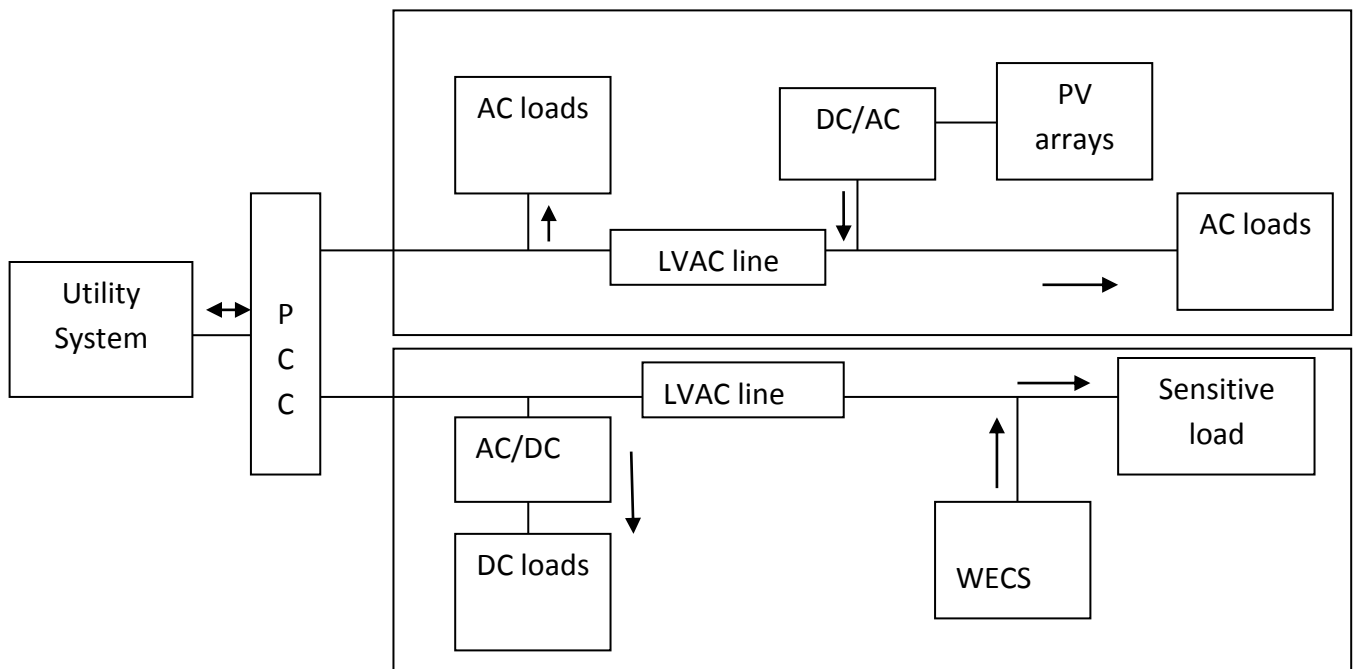 AC loads
DC/AC
PV
arrays
AC loads
LVAC line
Utility
System
P
C
C
LVAC line
Sensitive
load
AC/DC
DC loads
WECS